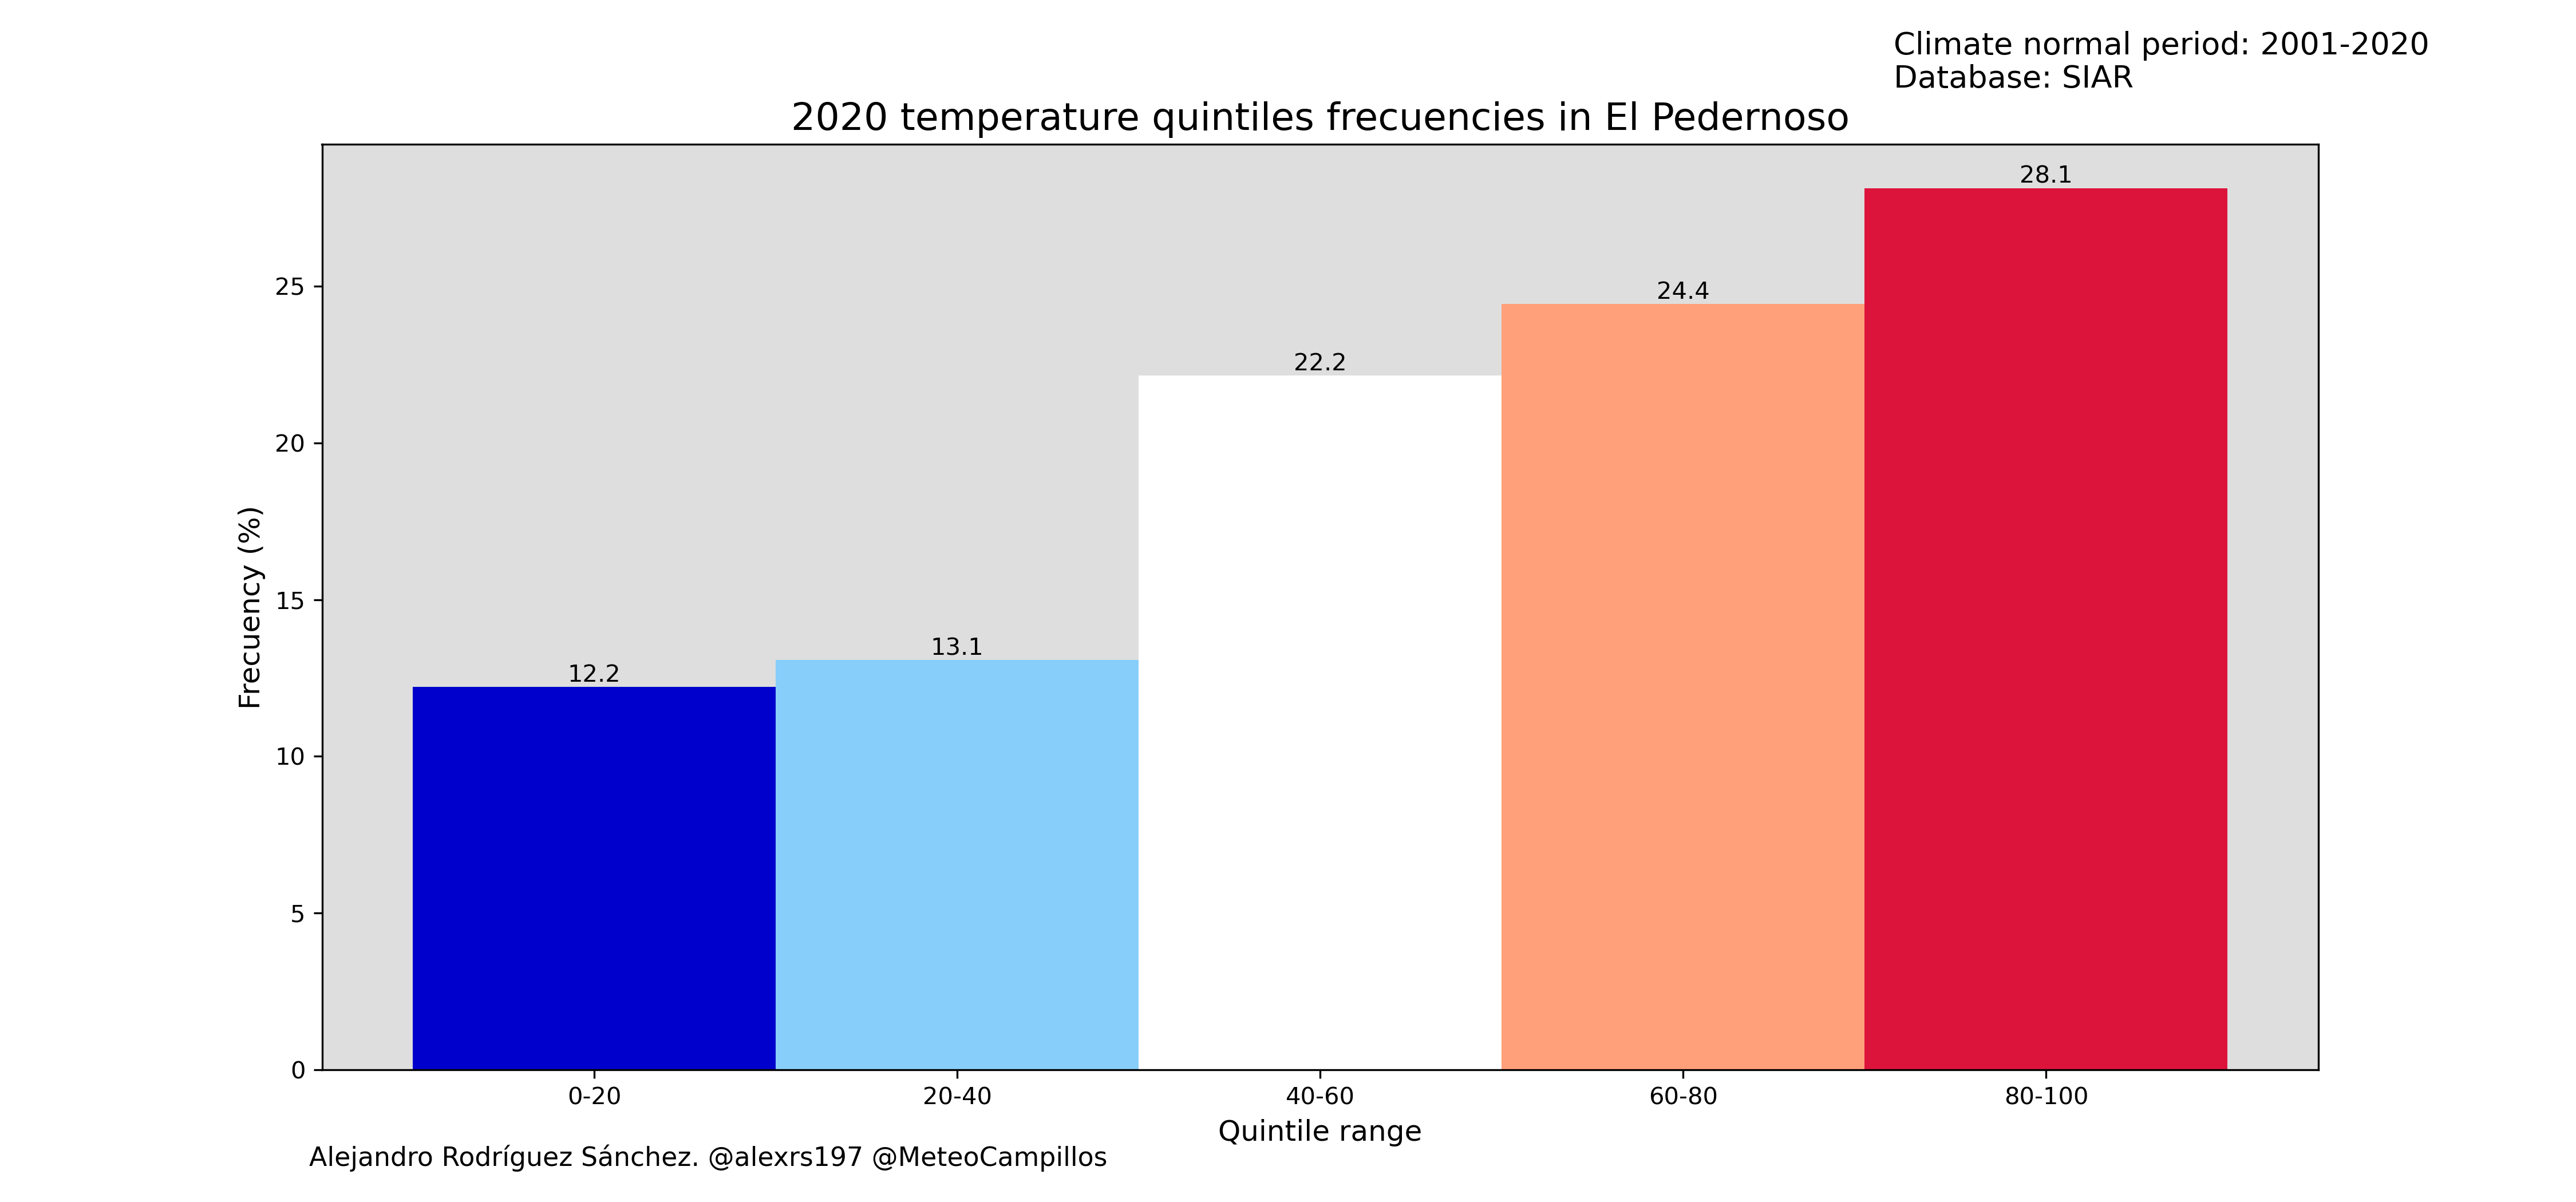 Climate normal period: 2001-2020
Database: SIAR
2020 temperature quintiles frecuencies in El Pedernoso
28.1
25
24.4
22.2
20
Frecuency (%)
15
13.1
12.2
10
5
0
0-20 20-40 40-60 60-80 80-100
Quintile range
Alejandro Rodríguez Sánchez. @alexrs197 @MeteoCampillos